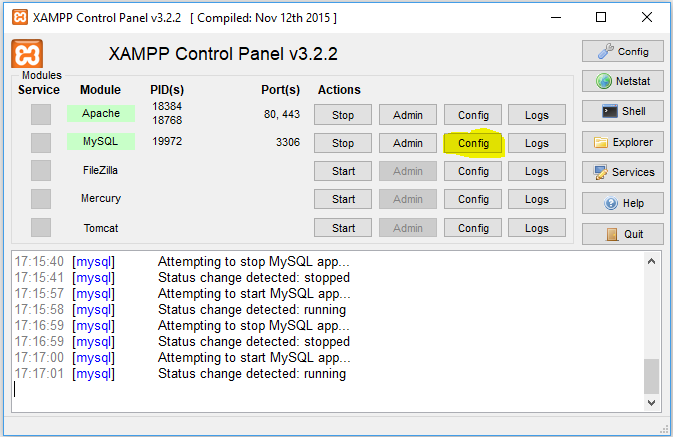 XAMPP Control Panel v3.2.2 [ Compiled: Nov 12th 2015 ]
XAMPP Control Panel v3.2.2
Config
Modules
Service Module PID(s) Port(s) Actions
Netstat
Apache 18384 18768 80, 443 Stop Admin Config Logs
Shell
MySQL 19972 3306 Stop Admin Config Logs
Explorer
FileZilla Start Admin Config Logs
Services
Mercury Start Admin Config Logs
Help
Tomcat Start Admin Config Logs
Quit
17:15:40 [mysql] Attempting to stop MySQL app...
17:15:41 [mysql] Status change detected: stopped
17:15:57 [mysql] Attempting to start MySQL app...
17:15:58 [mysql] Status change detected: running
17:16:59 [mysql] Attempting to stop MySQL app...
17:16:59 [mysql] Status change detected: stopped
17:17:00 [mysql] Attempting to start MySQL app...
17:17:01 [mysql] Status change detected: running